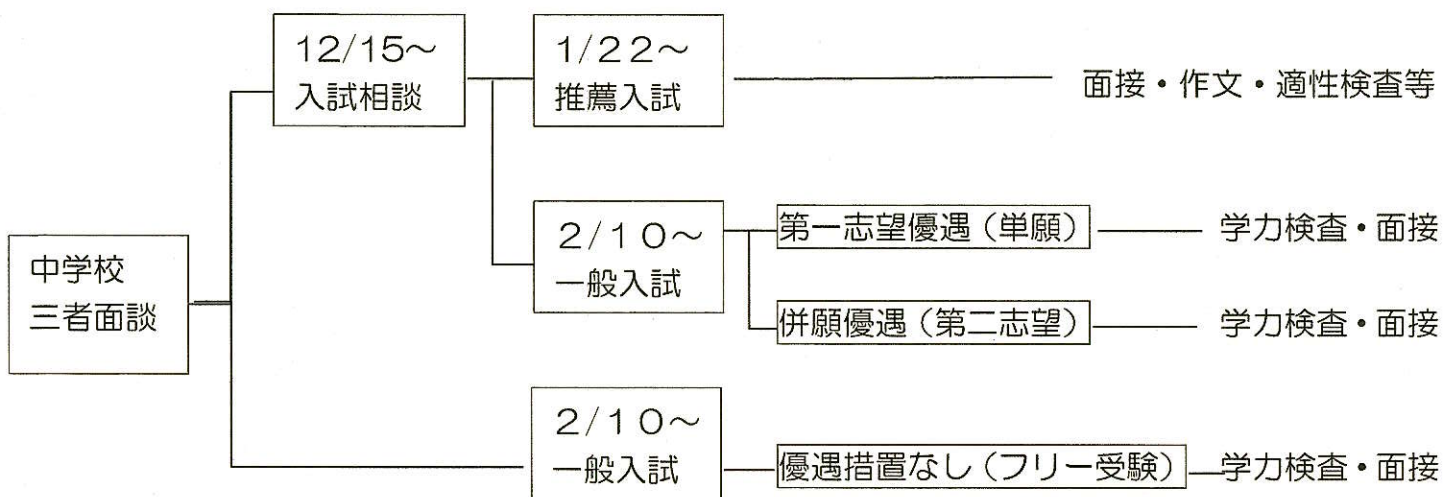 12/15～
入試相談
1/22～
推薦入試
面接・作文・適性検査等
中学校
三者面談
2/10～
一般入試
第一志望優遇（単願）
学力検査・面接
併願優遇（第二志望）
学力検査・面接
2/10～
一般入試
優遇措置なし（フリー受験）
学力検査・面接